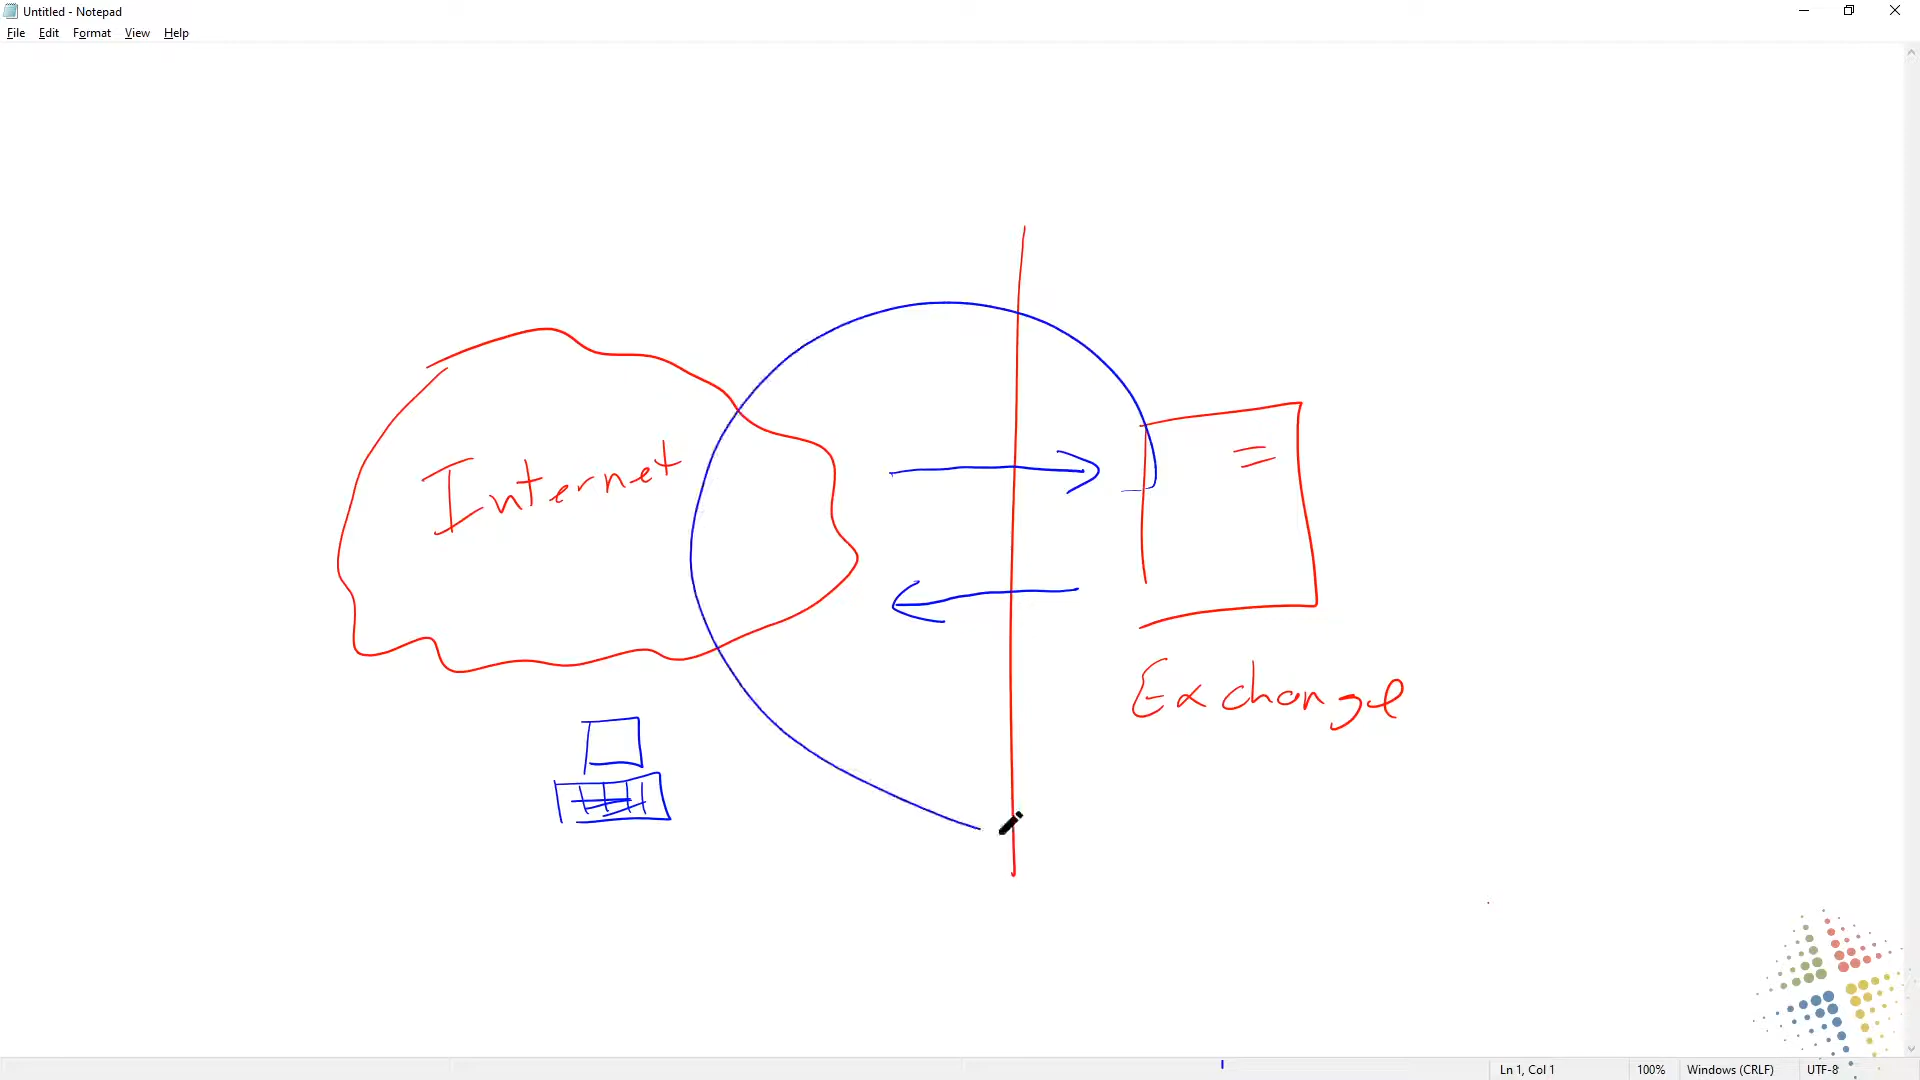 Untitled - Notepad
File Edit Format View Help
Internet
Exchange
Ln 1, Col 1 100% Windows (CRLF) UTF-8